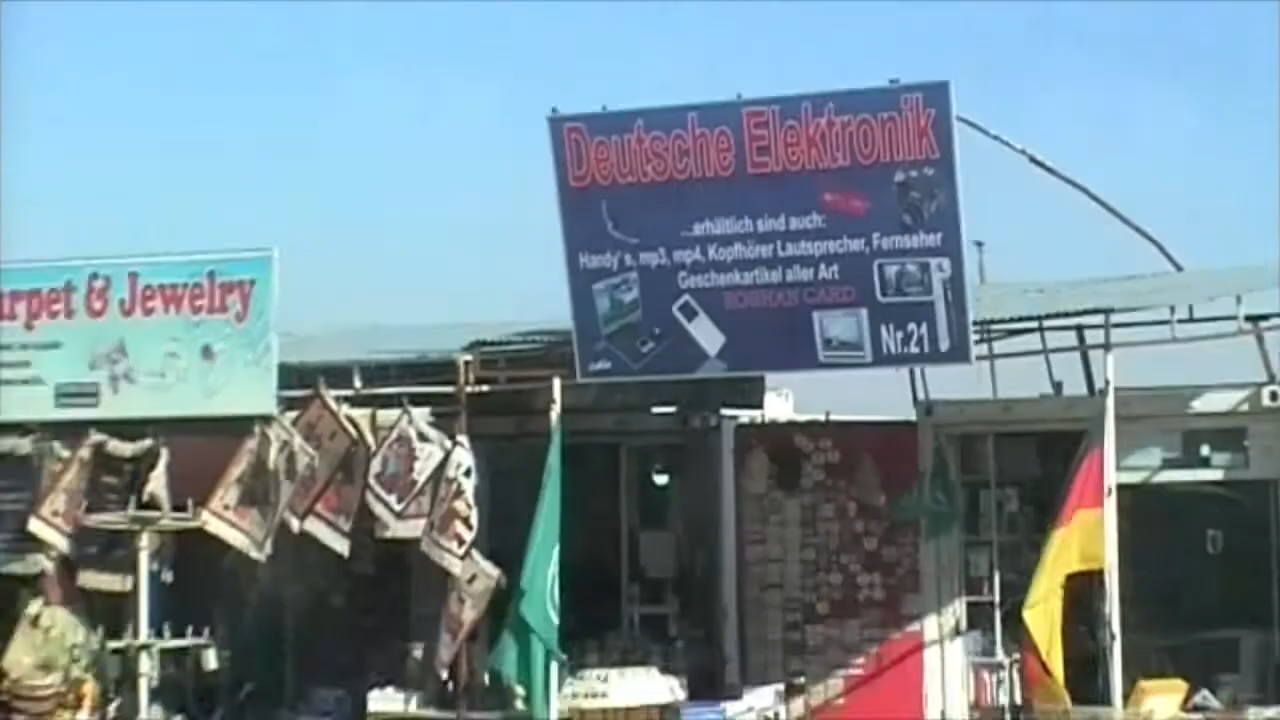 Deutsche Elektronik
...erhältlich sind auch:
Handy's, mp3, mp4, Kopfhörer Lautsprecher, Fernseher
Geschenkartikel aller Art
ROSHAN CARD
Nr.21
arpet & Jewelry